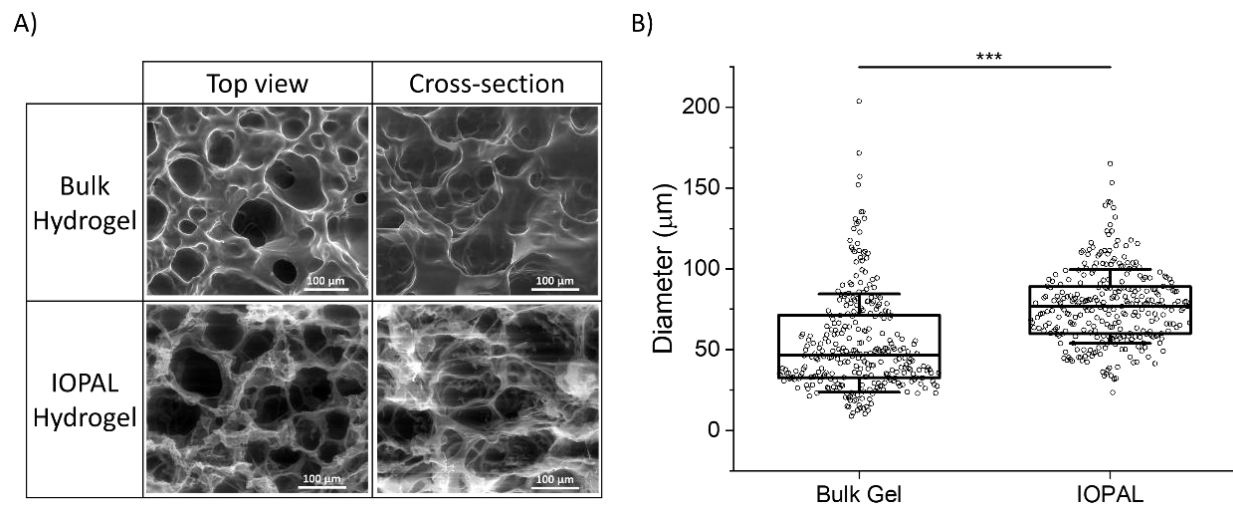 A)
Top view
Cross-section
Bulk
Hydrogel
100 μm
100 μm
IOPAL
Hydrogel
100 μm
100 μm
B)
***
Diameter (μm)
200
150
100
50
0
Bulk Gel
IOPAL